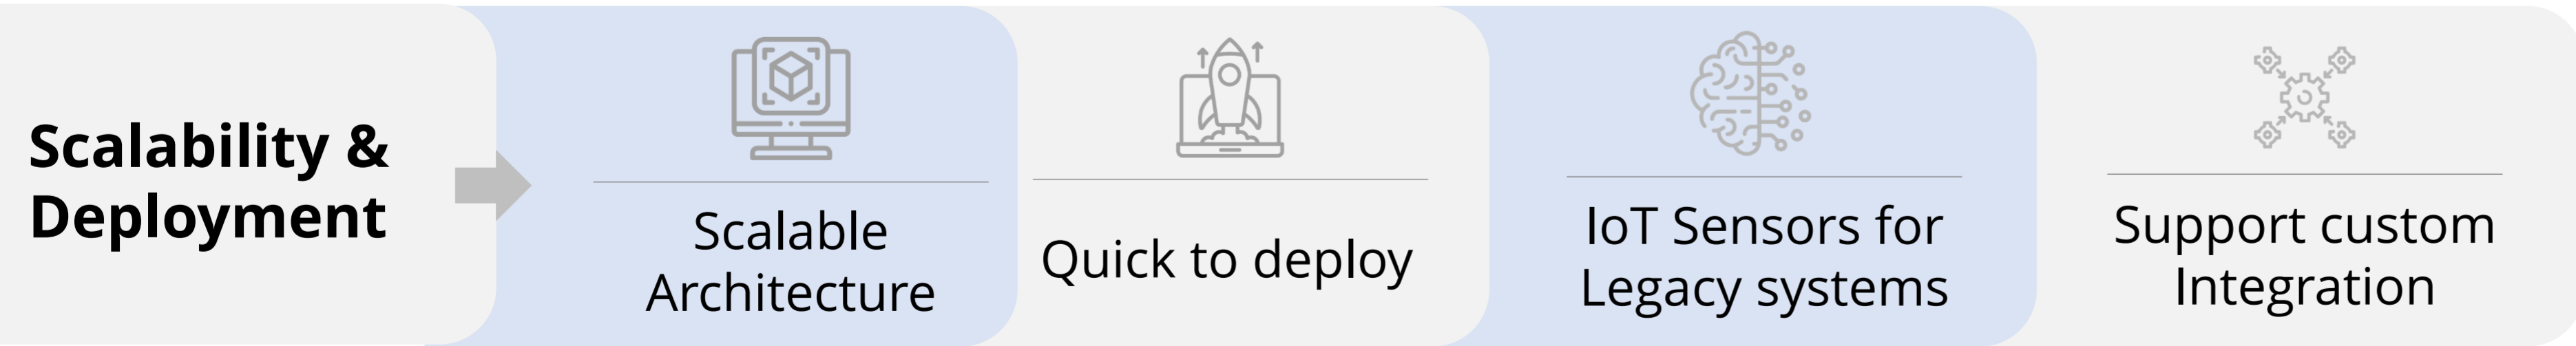 Scalability &
Deployment
Scalable
Architecture
Quick to deploy
IoT Sensors for
Legacy systems
Support custom
Integration